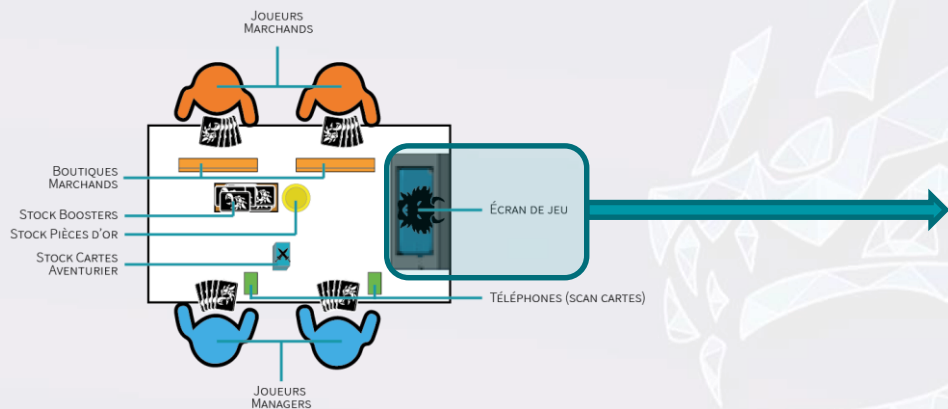 Joueurs
Marchands
Boutiques
Marchands
Stock Boosters
Stock Pièces d'or
Stock Cartes
Aventurier
Écran de jeu
Téléphones (scan cartes)
Joueurs
Managers